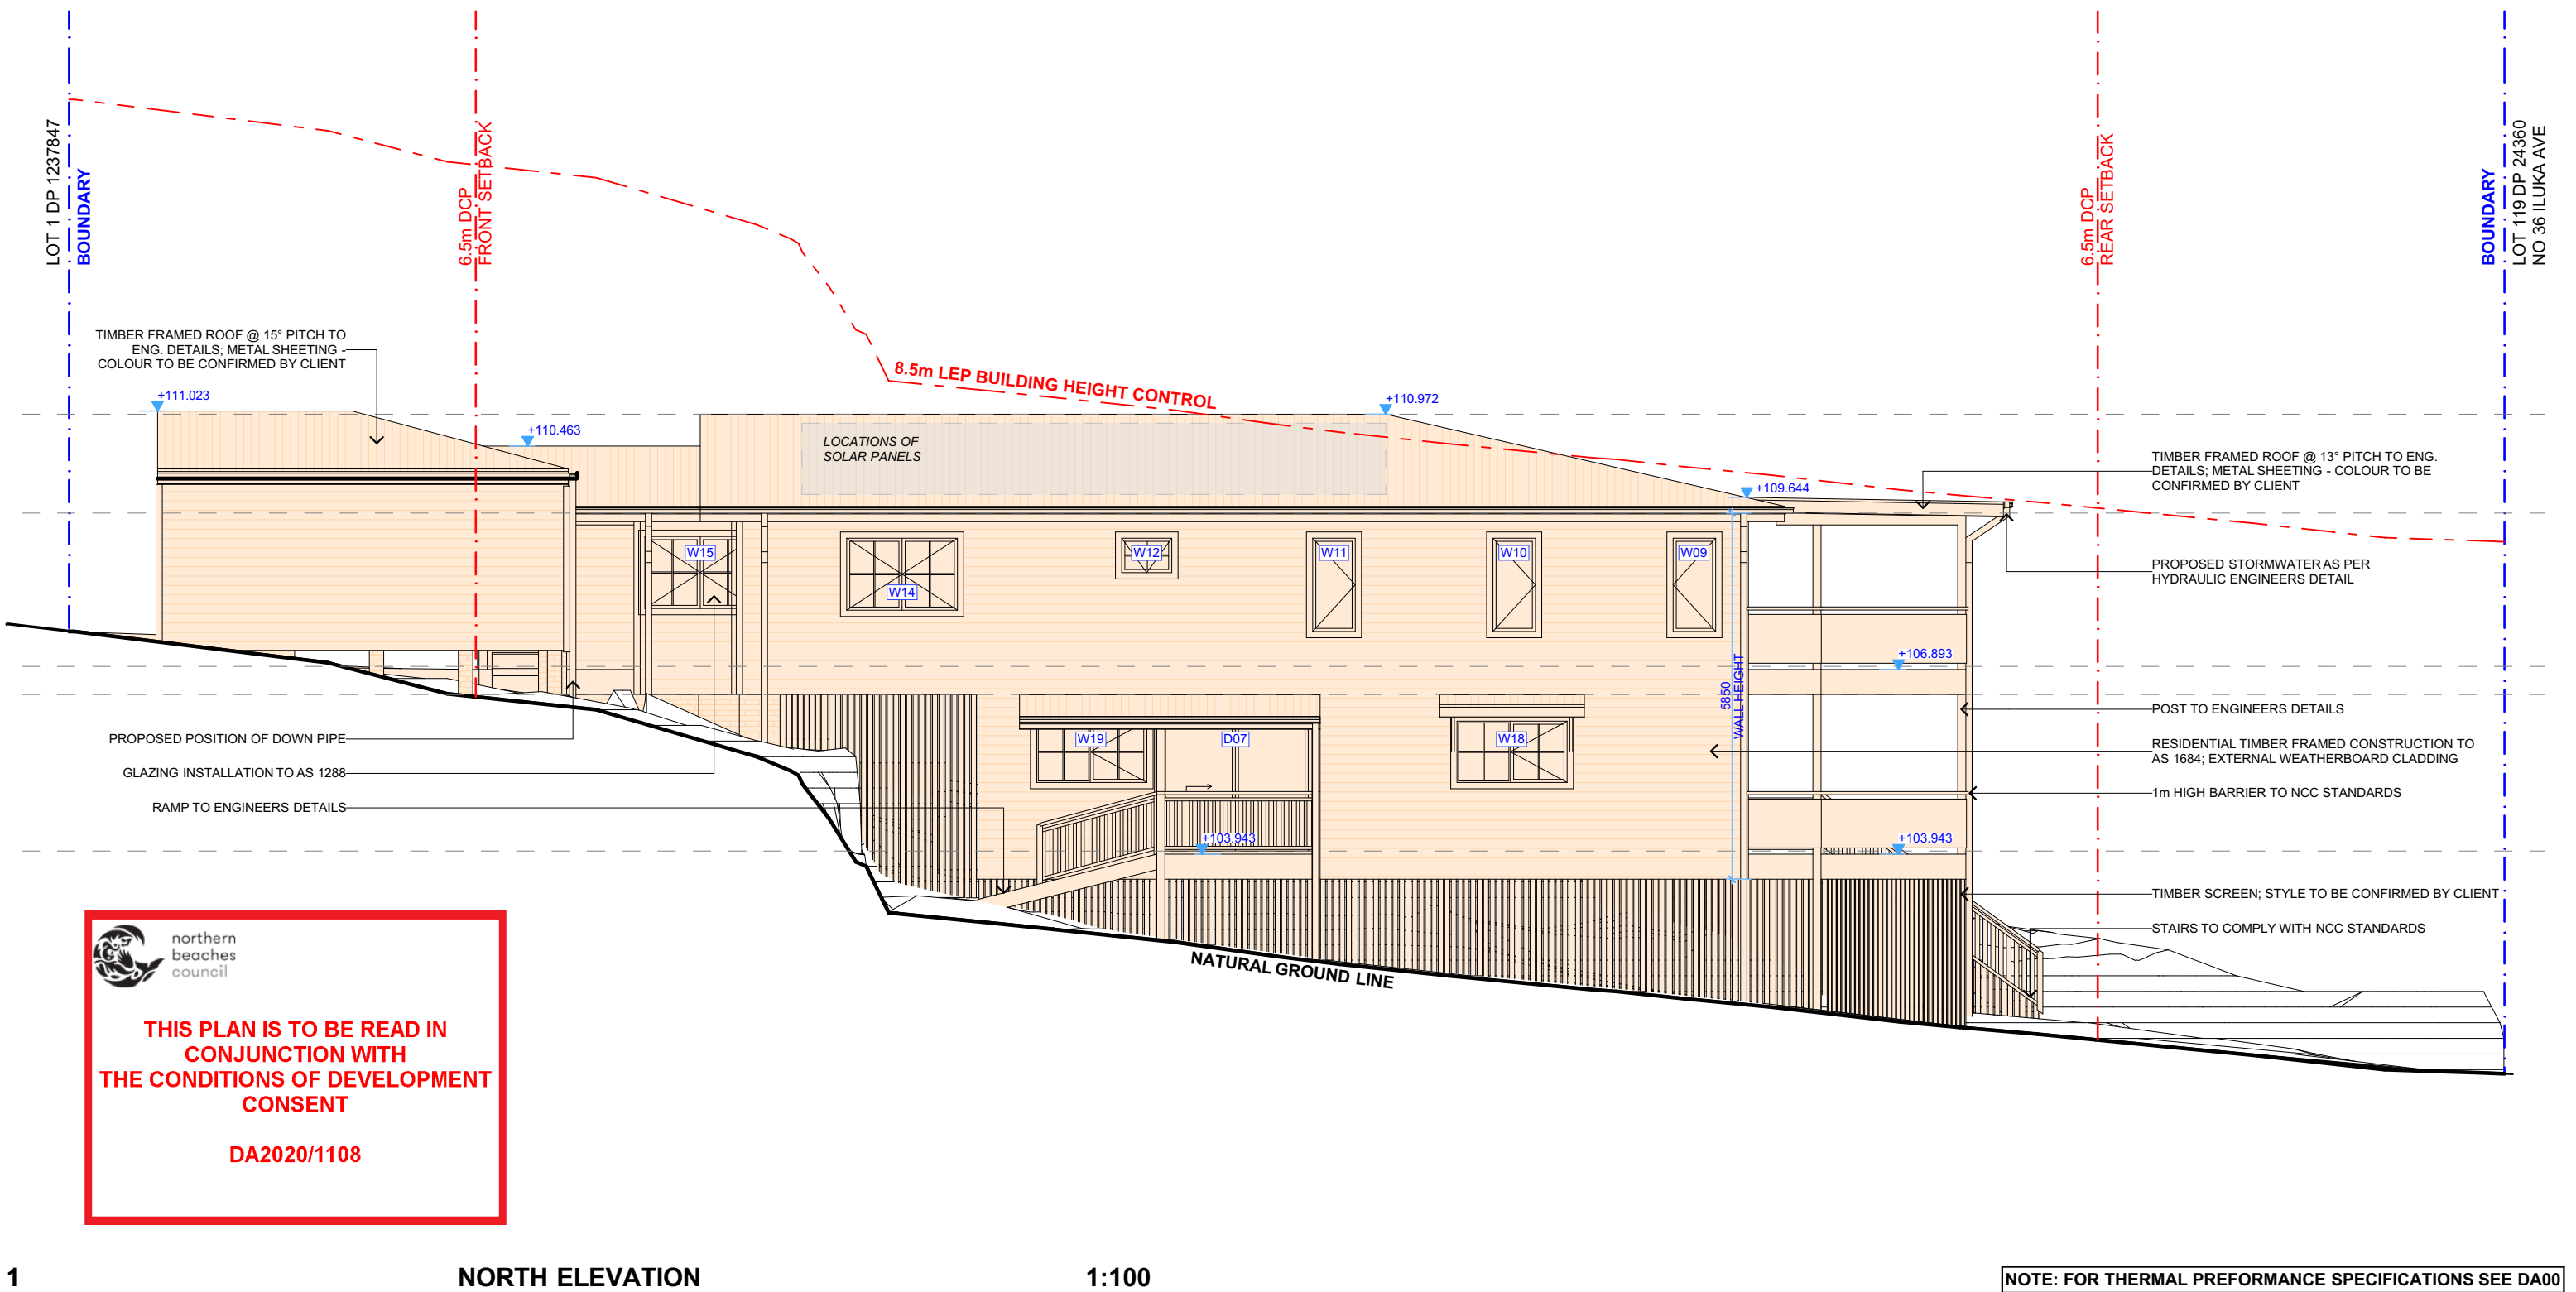 LOT 1 DP 1237847
BOUNDARY
6.5m DCP
FRONT SETBACK
6.5m DCP
REAR SETBACK
BOUNDARY
LOT 119 DP 24360
NO 36 ILUKA AVE
TIMBER FRAMED ROOF @ 15° PITCH TO
ENG. DETAILS; METAL SHEETING -
COLOUR TO BE CONFIRMED BY CLIENT
8.5m LEP BUILDING HEIGHT CONTROL
+111.023
+110.463
+110.972
LOCATIONS OF
SOLAR PANELS
+109.644
TIMBER FRAMED ROOF @ 13° PITCH TO ENG.
DETAILS; METAL SHEETING - COLOUR TO BE
CONFIRMED BY CLIENT
W15
W14
W12
W11
W10
W09
PROPOSED STORMWATER AS PER
HYDRAULIC ENGINEERS DETAIL
+106.893
5850
WALL HEIGHT
POST TO ENGINEERS DETAILS
PROPOSED POSITION OF DOWN PIPE
W19
D07
W18
RESIDENTIAL TIMBER FRAMED CONSTRUCTION TO
AS 1684; EXTERNAL WEATHERBOARD CLADDING
GLAZING INSTALLATION TO AS 1288
1m HIGH BARRIER TO NCC STANDARDS
RAMP TO ENGINEERS DETAILS
+103.943
+103.943
TIMBER SCREEN; STYLE TO BE CONFIRMED BY CLIENT
STAIRS TO COMPLY WITH NCC STANDARDS
NATURAL GROUND LINE
northern
beaches
council
THIS PLAN IS TO BE READ IN
CONJUNCTION WITH
THE CONDITIONS OF DEVELOPMENT
CONSENT
DA2020/1108
1
NORTH ELEVATION
1:100
NOTE: FOR THERMAL PREFORMANCE SPECIFICATIONS SEE DA00